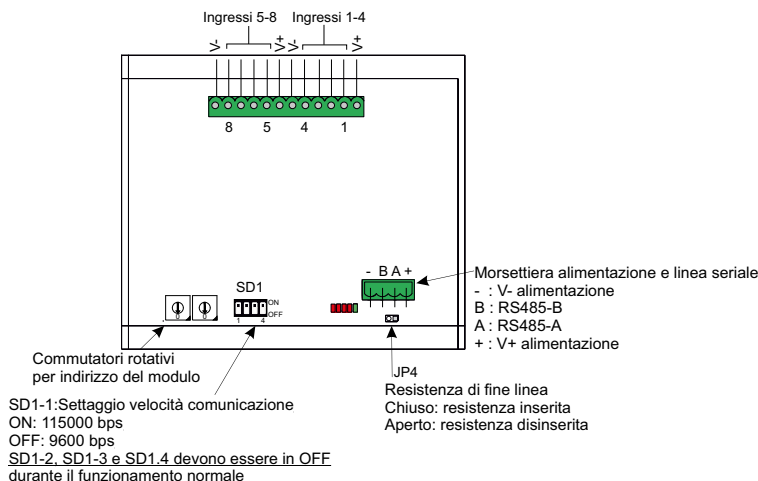 Ingressi 5-8 Ingressi 1-4
V- V+ V- V+
8 5 4 1
- B A +
SD1
ON
OFF
1 4
0 0
Morsettiera alimentazione e linea seriale
- : V- alimentazione
B : RS485-B
A : RS485-A
+ : V+ alimentazione
Commutatori rotativi
per indirizzo del modulo
JP4
Resistenza di fine linea
Chiuso: resistenza inserita
Aperto: resistenza disinserita
SD1-1:Settaggio velocità comunicazione
ON: 115000 bps
OFF: 9600 bps
SD1-2, SD1-3 e SD1.4 devono essere in OFF
durante il funzionamento normale